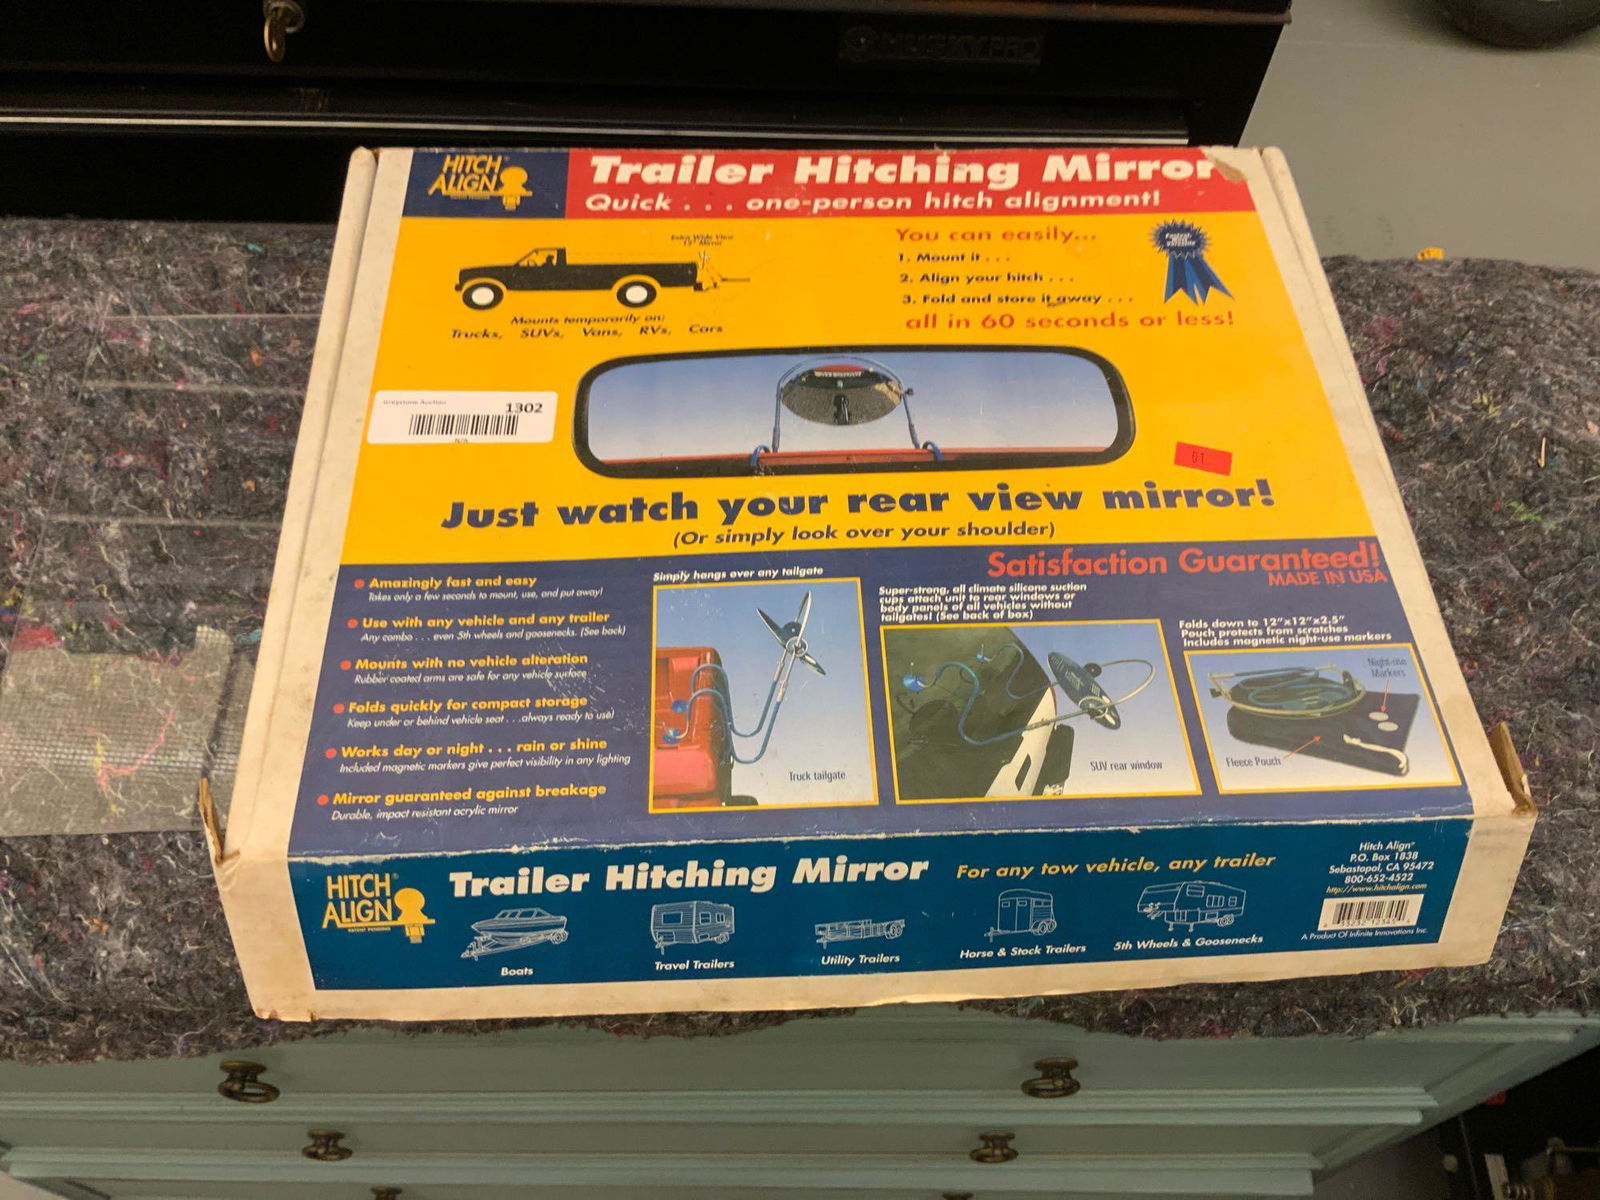 HUSKY PRO
HITCH
ALIGN
Trailer Hitching Mirror
Quick . . . one-person hitch alignment!
Extra Wide View
12" Mirror
Mounts temporarily on:
Trucks, SUVs, Vans, RVs, Cars
You can easily...
1. Mount it . . .
2. Align your hitch . . .
3. Fold and store it away . . .
all in 60 seconds or less!
Greystone Auction
1302
N/A
01
Just watch your rear view mirror!
(Or simply look over your shoulder)
Satisfaction Guaranteed!
MADE IN USA
• Amazingly fast and easy
Takes only a few seconds to mount, use, and put away!
• Use with any vehicle and any trailer
Any combo . . . even 5th wheels and goosenecks. (See back)
• Mounts with no vehicle alteration
Rubber coated arms are safe for any vehicle surface
• Folds quickly for compact storage
Keep under or behind vehicle seat . . . always ready to use!
• Works day or night . . . rain or shine
Included magnetic markers give perfect visibility in any lighting
• Mirror guaranteed against breakage
Durable, impact resistant acrylic mirror
Simply hangs over any tailgate
Truck tailgate
Super-strong, all climate silicone suction
cups attach unit to rear windows or
body panels of all vehicles without
tailgates! (See back of box)
SUV rear window
Folds down to 12"x12"x2.5"
Pouch protects from scratches
Includes magnetic night-use markers
Night-use
Markers
Fleece Pouch
HITCH
ALIGN
PATENT PENDING
Trailer Hitching Mirror
For any tow vehicle, any trailer
Boats
Travel Trailers
Utility Trailers
Horse & Stock Trailers
5th Wheels & Goosenecks
Hitch Align®
P.O. Box 1838
Sebastopol, CA 95472
800-652-4522
http://www.hitchalign.com
A Product Of Infinite Innovations Inc.